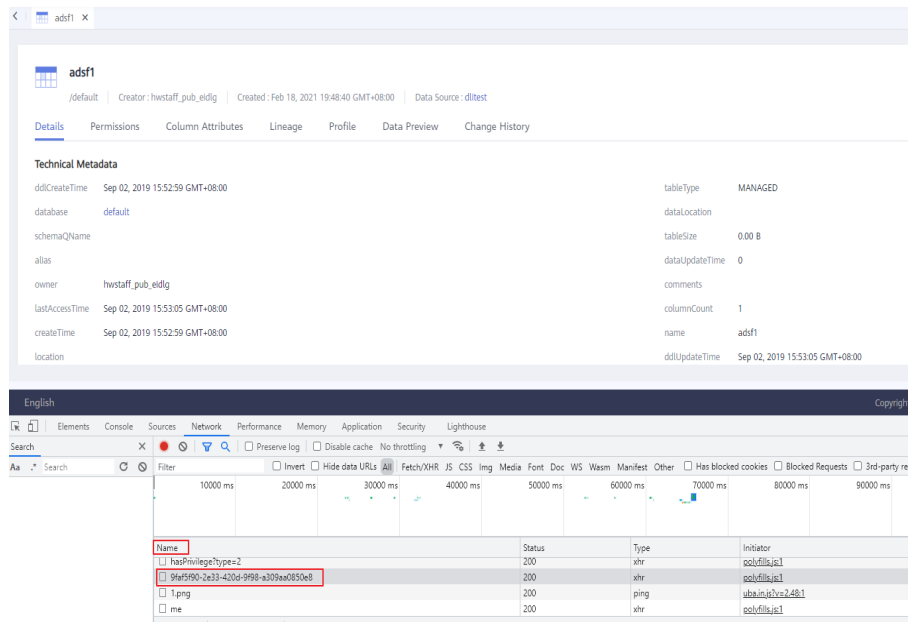 adsf1 ×
adsf1
/default Creator : hwstaff_pub_eidlg Created : Feb 18, 2021 19:48:40 GMT+08:00 Data Source : dlitest
Details Permissions Column Attributes Lineage Profile Data Preview Change History
Technical Metadata
ddlCreateTime Sep 02, 2019 15:52:59 GMT+08:00 tableType MANAGED
database default dataLocation
schemaQName tableSize 0.00 B
alias dataUpdateTime 0
owner hwstaff_pub_eidlg comments
lastAccessTime Sep 02, 2019 15:53:05 GMT+08:00 columnCount 1
createTime Sep 02, 2019 15:52:59 GMT+08:00 name adsf1
location ddlUpdateTime Sep 02, 2019 15:53:05 GMT+08:00
English Copyrigh
Elements Console Sources Network Performance Memory Application Security Lighthouse
Search × Preserve log Disable cache No throttling
Aa .* Search Filter Invert Hide data URLs All Fetch/XHR JS CSS Img Media Font Doc WS Wasm Manifest Other Has blocked cookies Blocked Requests 3rd-party re
10000 ms 20000 ms 30000 ms 40000 ms 50000 ms 60000 ms 70000 ms 80000 ms 90000 ms
Name Status Type Initiator
hasPrivilege?type=2 200 xhr polyfills.js:1
9faf5f90-2e33-420d-9f98-a309aa0850e8 200 xhr polyfills.js:1
1.png 200 ping uba.in.js?v=2.48:1
me 200 xhr polyfills.js:1